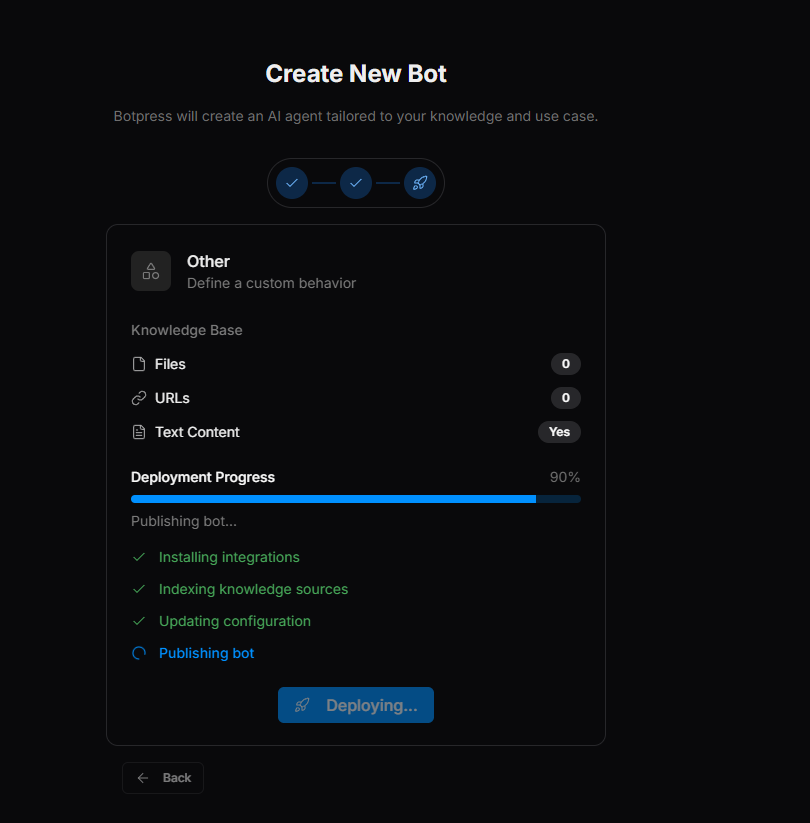 Create New Bot
Botpress will create an AI agent tailored to your knowledge and use case.
Other
Define a custom behavior
Knowledge Base
Files 0
URLs 0
Text Content Yes
Deployment Progress 90%
Publishing bot...
Installing integrations
Indexing knowledge sources
Updating configuration
Publishing bot
Deploying...
Back